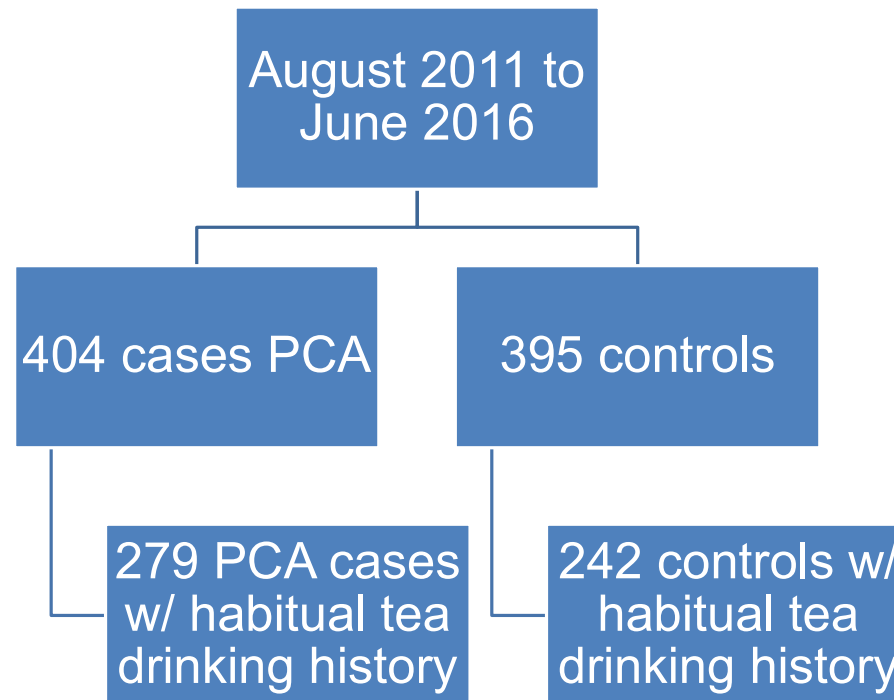 August 2011 to
June 2016
404 cases PCA
395 controls
279 PCA cases
w/ habitual tea
drinking history
242 controls w/
habitual tea
drinking history